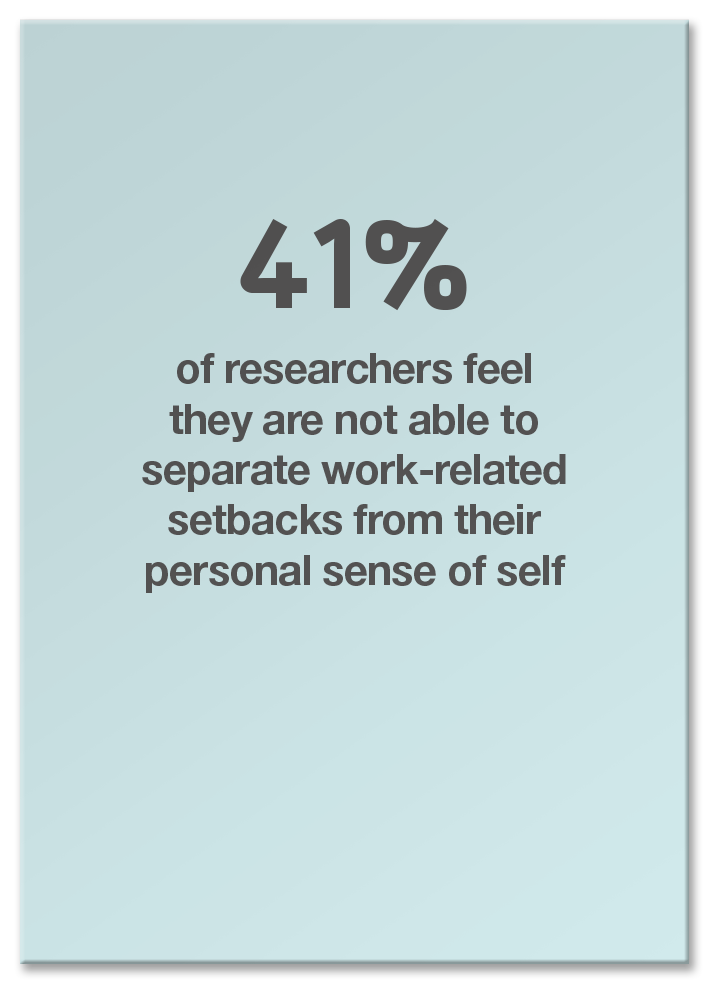 41%
of researchers feel
they are not able to
separate work-related
setbacks from their
personal sense of self